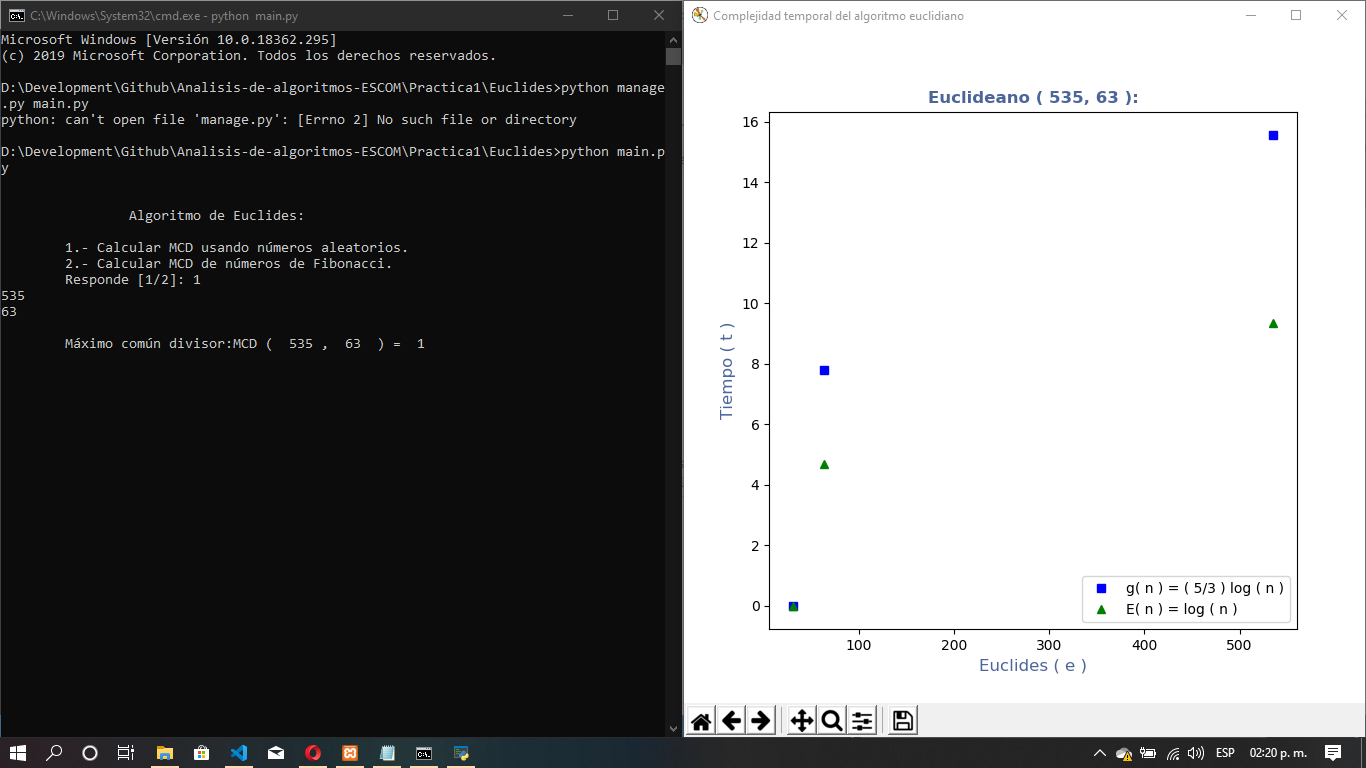 C:\Windows\System32\cmd.exe - python  main.py
Microsoft Windows [Versión 10.0.18362.295]
(c) 2019 Microsoft Corporation. Todos los derechos reservados.
D:\Development\Github\Analisis-de-algoritmos-ESCOM\Practica1\Euclides>python manage
.py main.py
python: can't open file 'manage.py': [Errno 2] No such file or directory
D:\Development\Github\Analisis-de-algoritmos-ESCOM\Practica1\Euclides>python main.p
y
Algoritmo de Euclides:
1.- Calcular MCD usando números aleatorios.
2.- Calcular MCD de números de Fibonacci.
Responde [1/2]: 1
535
63
Máximo común divisor:MCD (  535 ,  63  ) =  1
Complejidad temporal del algoritmo euclidiano
Euclideano ( 535, 63 ):
16
14
12
10
8
6
4
2
0
Tiempo ( t )
100
200
300
400
500
Euclides ( e )
g( n ) = ( 5/3 ) log ( n )
E( n ) = log ( n )
ESP
02:20 p. m.